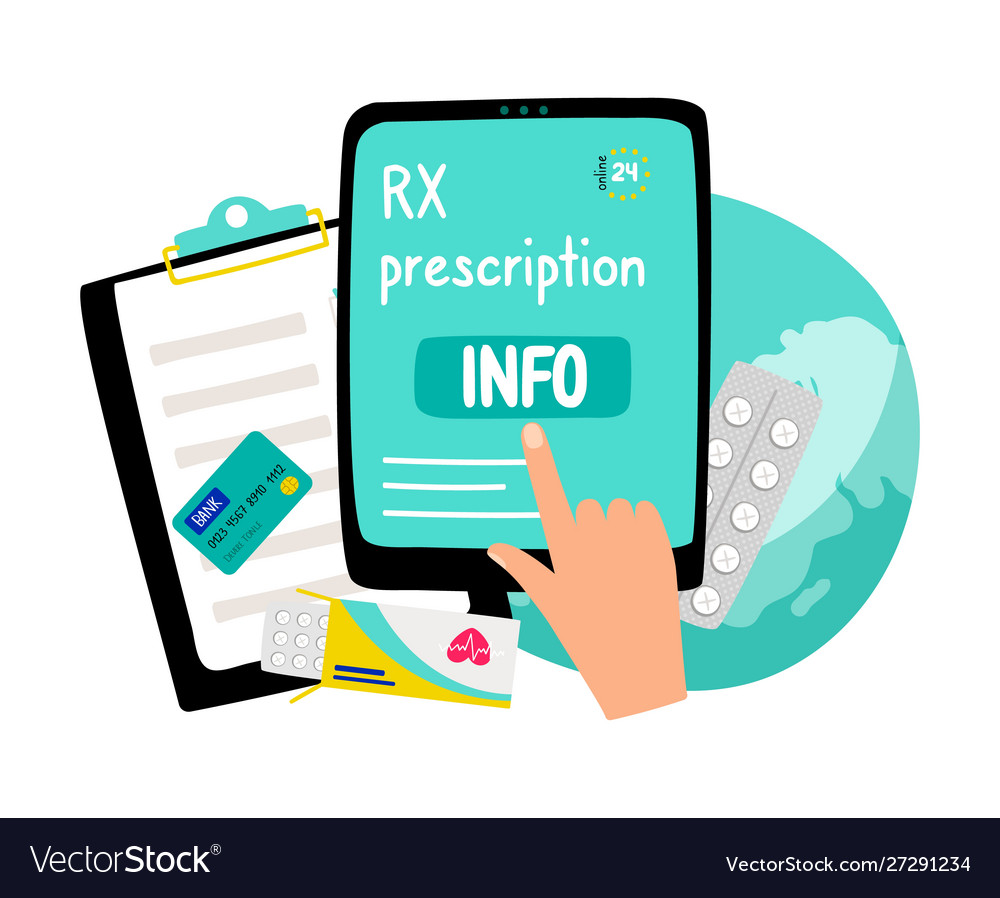 RX
online
24
prescription
INFO
BANK
0123 4567 8910 1112
VectorStock®
VectorStock.com/27291234